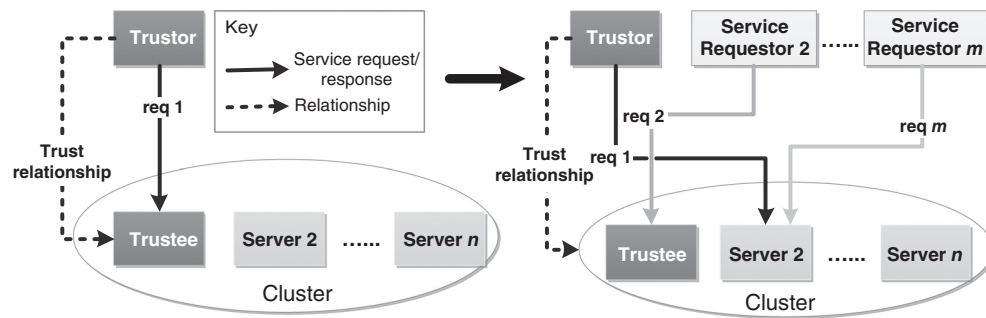 Trustor
Key
Service request/
response
Relationship
req 1
Trust
relationship
Trustee
Server 2
......
Server n
Cluster
Trustor
Service
Requestor 2
......
Service
Requestor m
req 2
req m
req 1
Trust
relationship
Trustee
Server 2
......
Server n
Cluster